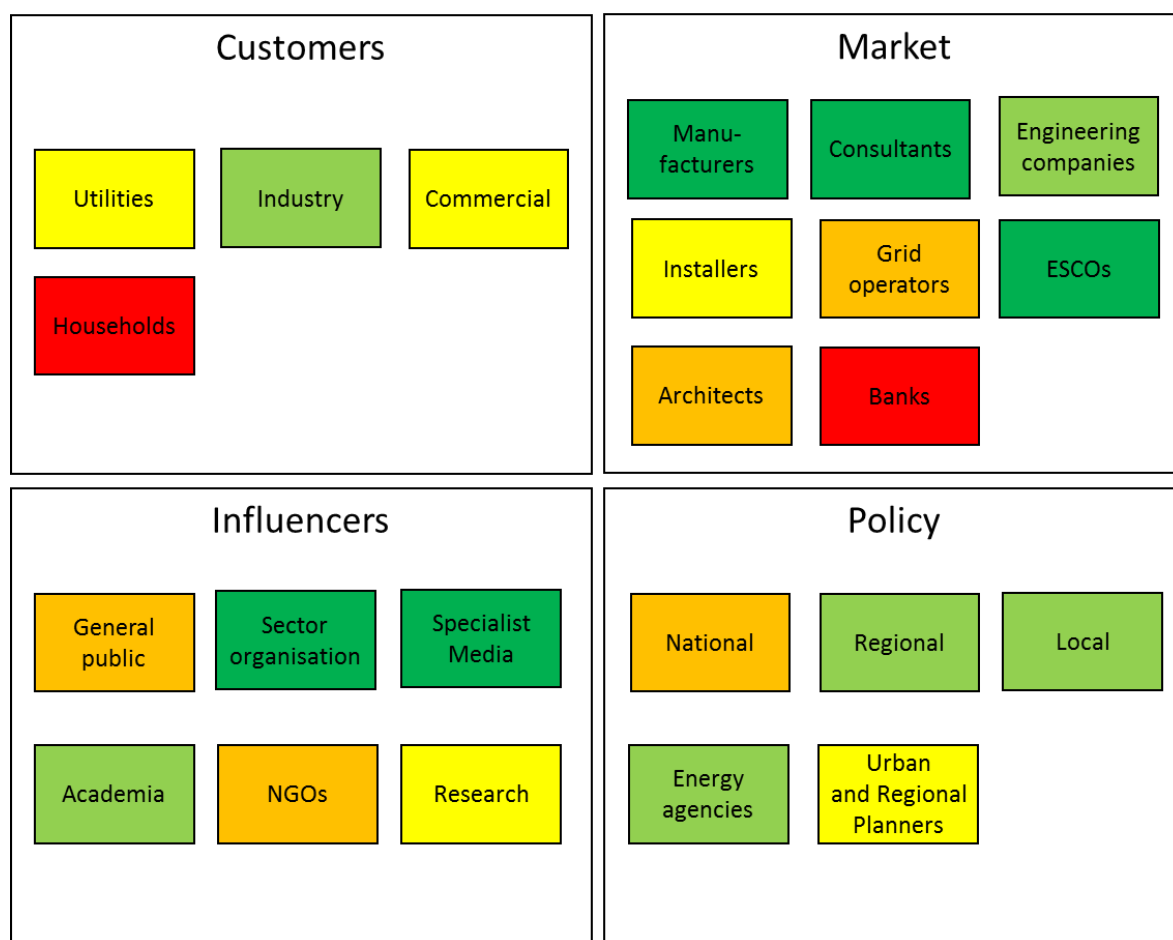 Customers
Utilities
Industry
Commercial
Households
Market
Manu-
facturers
Consultants
Engineering
companies
Installers
Grid
operators
ESCOs
Architects
Banks
Influencers
General
public
Sector
organisation
Specialist
Media
Academia
NGOs
Research
Policy
National
Regional
Local
Energy
agencies
Urban
and Regional
Planners